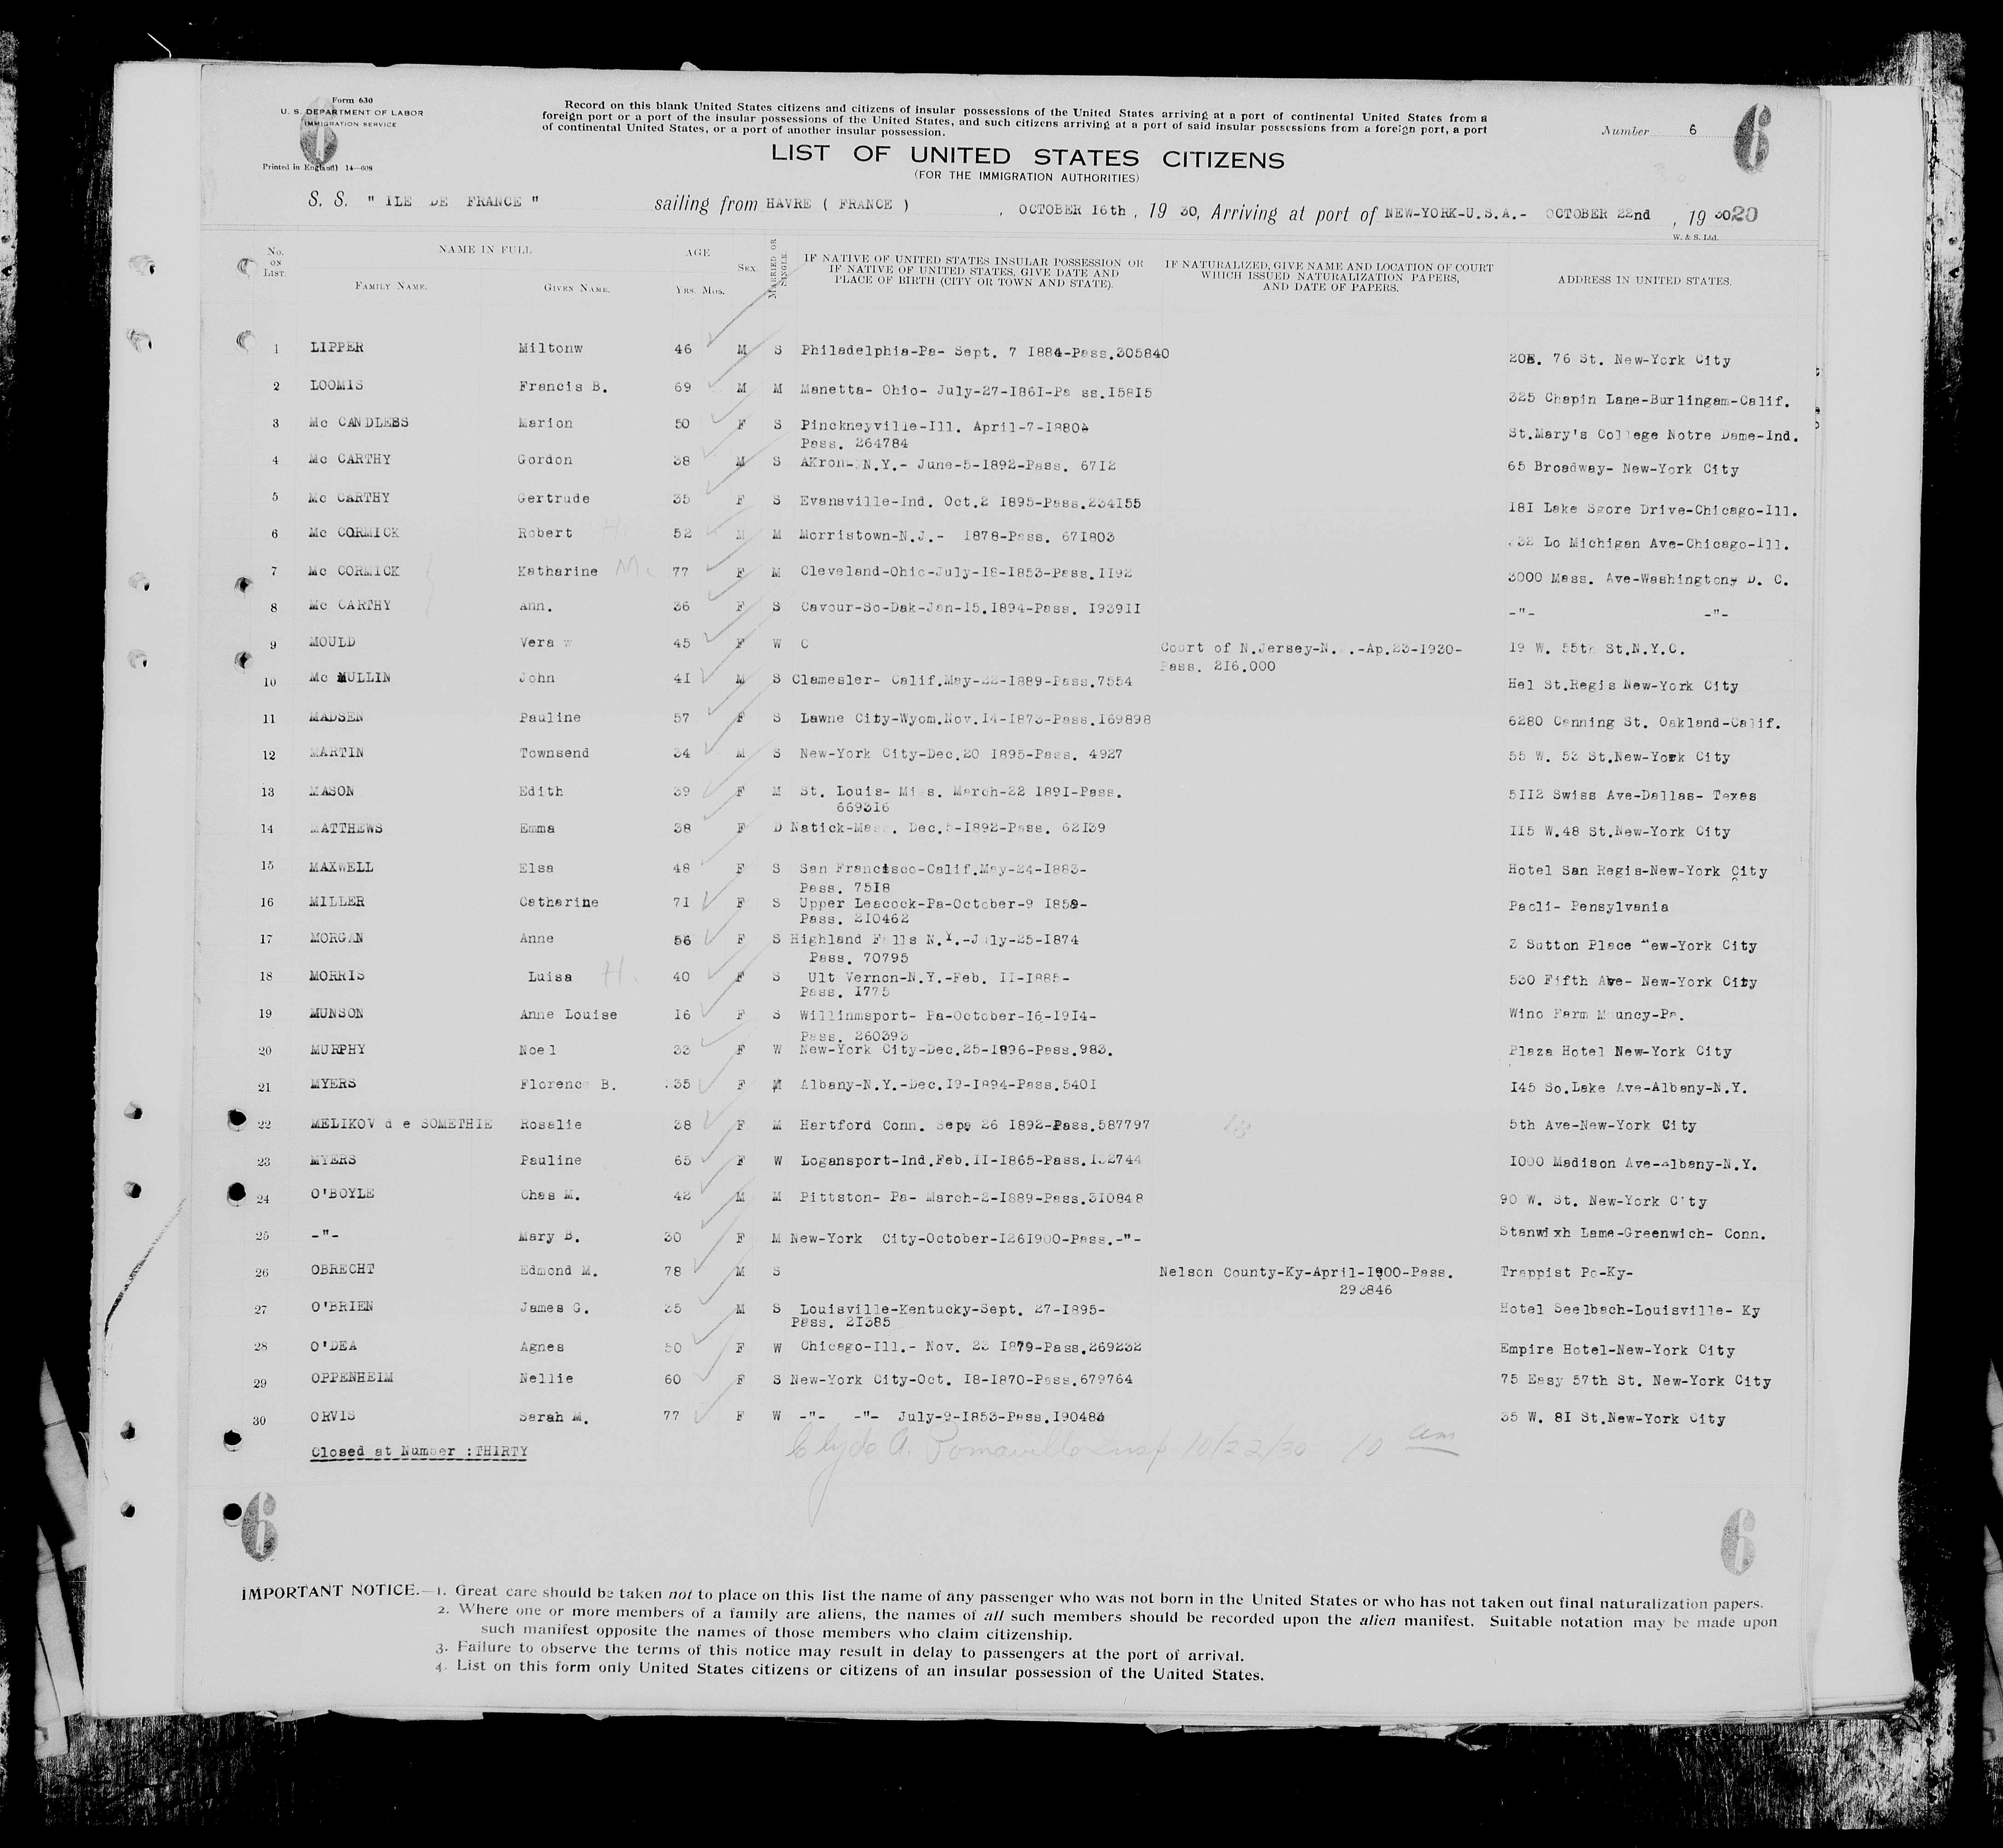 Form 630
U. S. DEPARTMENT OF LABOR
IMMIGRATION SERVICE
Printed in England) 14—608
Record on this blank United States citizens and citizens of insular possessions of the United States arriving at a port of continental United States from a
foreign port or a port of the insular possessions of the United States, and such citizens arriving at a port of said insular possessions from a foreign port, a port
of continental United States, or a port of another insular possession.
Number 6
6
LIST OF UNITED STATES CITIZENS
(FOR THE IMMIGRATION AUTHORITIES)
S. S. " ILE DE FRANCE " sailing from HAVRE ( FRANCE ) , OCTOBER 16th , 19 30, Arriving at port of NEW-YORK-U.S.A.- OCTOBER 22nd , 19 30 20
W. & S. Ltd.
No. ON LIST. NAME IN FULL AGE SEX MARRIED OR SINGLE. IF NATIVE OF UNITED STATES INSULAR POSSESSION OR IF NATIVE OF UNITED STATES, GIVE DATE AND PLACE OF BIRTH (CITY OR TOWN AND STATE). IF NATURALIZED, GIVE NAME AND LOCATION OF COURT WHICH ISSUED NATURALIZATION PAPERS, AND DATE OF PAPERS. ADDRESS IN UNITED STATES.
FAMILY NAME. GIVEN NAME. YRS. MOS.
1 LIPPER Miltonw 46 M S Philadelphia-Pa- Sept. 7 1884-Pass.305840 20E. 76 St. New-York City
2 LOOMIS Francis B. 69 M M Manetta- Ohio- July-27-1861-Pa ss.15815 325 Chapin Lane-Burlingam-Calif.
3 Mc CANDLESS Marion 50 F S Pinckneyville-Ill. April-7-1880 St.Mary's College Notre Dame-Ind.
Pass. 264784
4 Mc CARTHY Gordon 38 M S AKron- N.Y.- June-5-1892-Pass. 6712 65 Broadway- New-York City
5 Mc CARTHY Gertrude 35 F S Evansville-Ind. Oct.2 1895-Pass.234155 181 Lake Sgore Drive-Chicago-Ill.
6 Mc CORMICK Robert H. 52 M M Morristown-N.J.- 1878-Pass. 671803 Lo Michigan Ave-Chicago-Ill.
7 Mc CORMICK Katharine Mc 77 F M Cleveland-Ohio-July-18-1853-Pass.1192 3000 Mass. Ave-Washington D. C.
8 Mc CARTHY Ann. 36 F S Cavour-So-Dak-Jan-15.1894-Pass. 193911 -"- -"-
9 MOULD Vera w 45 F W C Court of N.Jersey-N. .-Ap.23-1930- 19 W. 55th St.N.Y.C.
Pass. 216.000
10 Mc MULLIN John 41 M S Clamesler- Calif.May-22-1889-Pass.7554 Hel St.Regis New-York City
11 MADSEN Pauline 57 F S Lawne City-Wyom.Nov.14-1873-Pass.169898 6280 Canning St. Oakland-Calif.
12 MARTIN Townsend 34 M S New-York City-Dec.20 1895-Pass. 4927 55 W. 53 St.New-York City
13 MASON Edith 39 F M St. Louis- Miss. March-22 1891-Pass. 5112 Swiss Ave-Dallas- Texas
669316
14 MATTHEWS Emma 38 F D Natick-Mass. Dec.5-1892-Pass. 62139 115 W.48 St.New-York City
15 MAXWELL Elsa 48 F S San Francisco-Calif.May-24-1883- Hotel San Regis-New-York City
Pass. 7518
16 MILLER Catharine 71 F S Upper Leacock-Pa-October-9 1859- Paoli- Pensylvania
Pass. 210462
17 MORGAN Anne 56 F S Highland Falls N.Y.-July-25-1874 3 Sutton Place New-York City
Pass. 70795
18 MORRIS Luisa H. 40 F S Ult Vernon-N.Y.-Feb. 11-1885- 530 Fifth Ave- New-York City
Pass. 1775
19 MUNSON Anne Louise 16 F S Willinmsport- Pa-October-16-1914- Wino Farm Muncy-Pa.
Pass. 260393
20 MURPHY Noel 33 F W New-York City-Dec.25-1896-Pass.983. Plaza Hotel New-York City
21 MYERS Florence B. 35 F M Albany-N.Y.-Dec.19-1894-Pass.5401 145 So.Lake Ave-Albany-N.Y.
22 MELIKOV d e SOMETHIE Rosalie 38 F M Hartford Conn. Sept 26 1892-Pass.587797 5th Ave-New-York City
23 MYERS Pauline 65 F W Logansport-Ind.Feb.11-1865-Pass.132744 1000 Madison Ave-Albany-N.Y.
24 O'BOYLE Chas M. 42 M M Pittston- Pa- March-2-1889-Pass.310848 90 W. St. New-York City
25 -"- Mary B. 30 F M New-York City-October-1261900-Pass.-"- Stanwixh Lame-Greenwich- Conn.
26 OBRECHT Edmond M. 78 M S Nelson County-Ky-April-1900-Pass. Trappist Po-Ky-
293846
27 O'BRIEN James G. 35 M S Louisville-Kentucky-Sept. 27-1895- Hotel Seelbach-Louisville- Ky
Pass. 21385
28 O'DEA Agnes 50 F W Chicago-Ill.- Nov. 23 1879-Pass.269232 Empire Hotel-New-York City
29 OPPENHEIM Nellie 60 F S New-York City-Oct. 18-1870-Pass.679764 75 Easy 57th St. New-York City
30 ORVIS Sarah M. 77 F W -"- -"- July-9-1853-Pass.190483 35 W. 81 St.New-York City
Closed at Number :THIRTY
Clyde A. Pomaville Insp 10/22/30 10 am
6 6
IMPORTANT NOTICE.—1. Great care should be taken not to place on this list the name of any passenger who was not born in the United States or who has not taken out final naturalization papers.
2. Where one or more members of a family are aliens, the names of all such members should be recorded upon the alien manifest. Suitable notation may be made upon
such manifest opposite the names of those members who claim citizenship.
3. Failure to observe the terms of this notice may result in delay to passengers at the port of arrival.
4. List on this form only United States citizens or citizens of an insular possession of the United States.